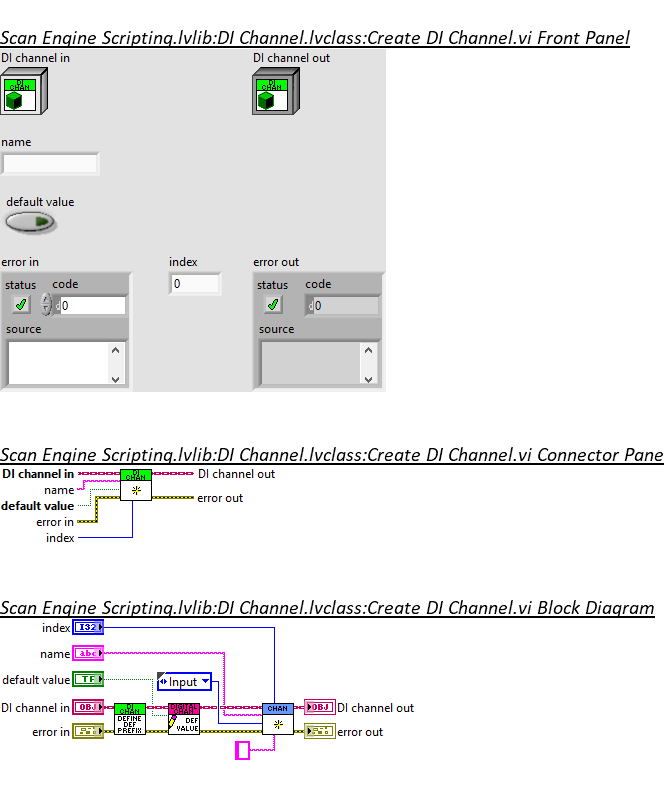 Scan Engine Scripting.lvlib:DI Channel.lvclass:Create DI Channel.vi Front Panel
DI channel in
DI channel out
DI
CHAN
DI
CHAN
name
default value
error in
index
error out
status
code
0
status
code
d
0
d
0
source
source
Scan Engine Scripting.lvlib:DI Channel.lvclass:Create DI Channel.vi Connector Pane
DI channel in
DI
CHAN
DI channel out
name
default value
error out
error in
index
Scan Engine Scripting.lvlib:DI Channel.lvclass:Create DI Channel.vi Block Diagram
index
I32
name
abc
default value
TF
Input
DI channel in
OBJ
DI
CHAN
DEFINE
DEF
PREFIX
DIGITAL
CHAN
DEF
VALUE
CHAN
OBJ
DI channel out
error in
error out